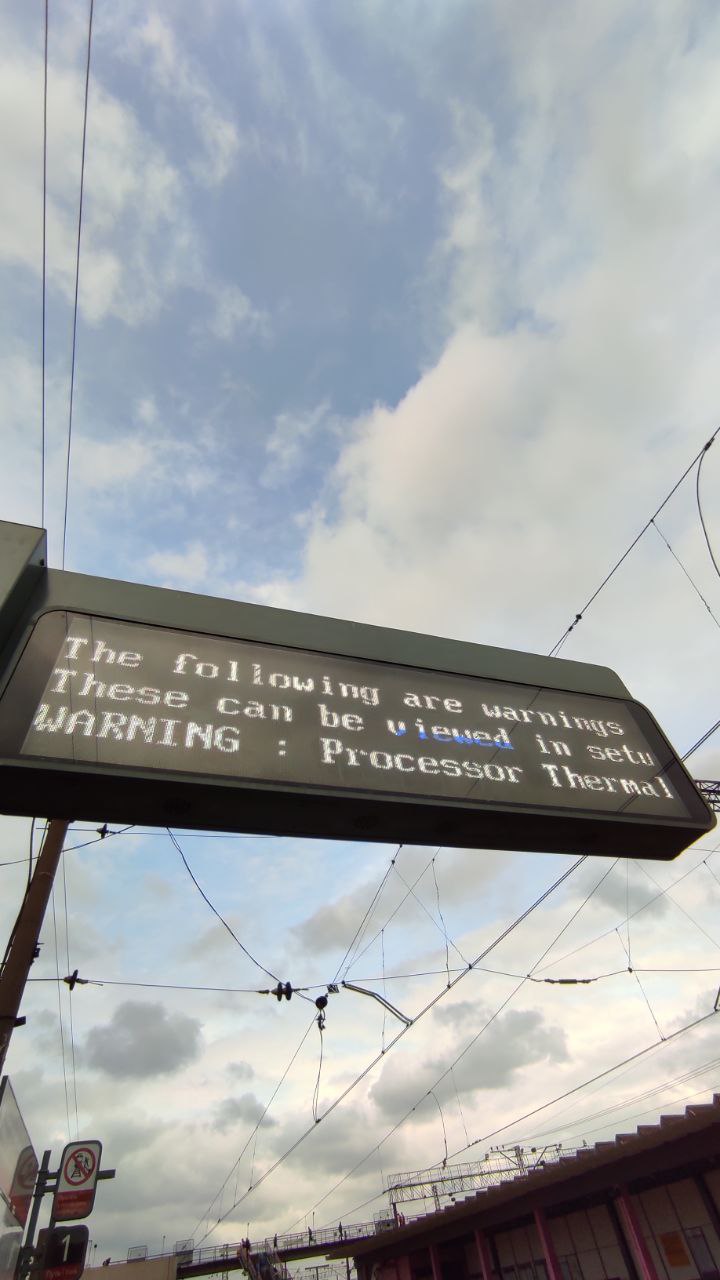 The following are warnings
These can be viewed in setu
WARNING : Processor Thermal
1